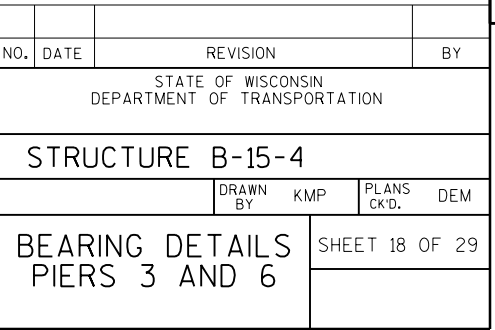 NO. DATE REVISION BY
STATE OF WISCONSIN
DEPARTMENT OF TRANSPORTATION
STRUCTURE B-15-4
DRAWN BY KMP PLANS CK'D. DEM
BEARING DETAILS
PIERS 3 AND 6
SHEET 18 OF 29